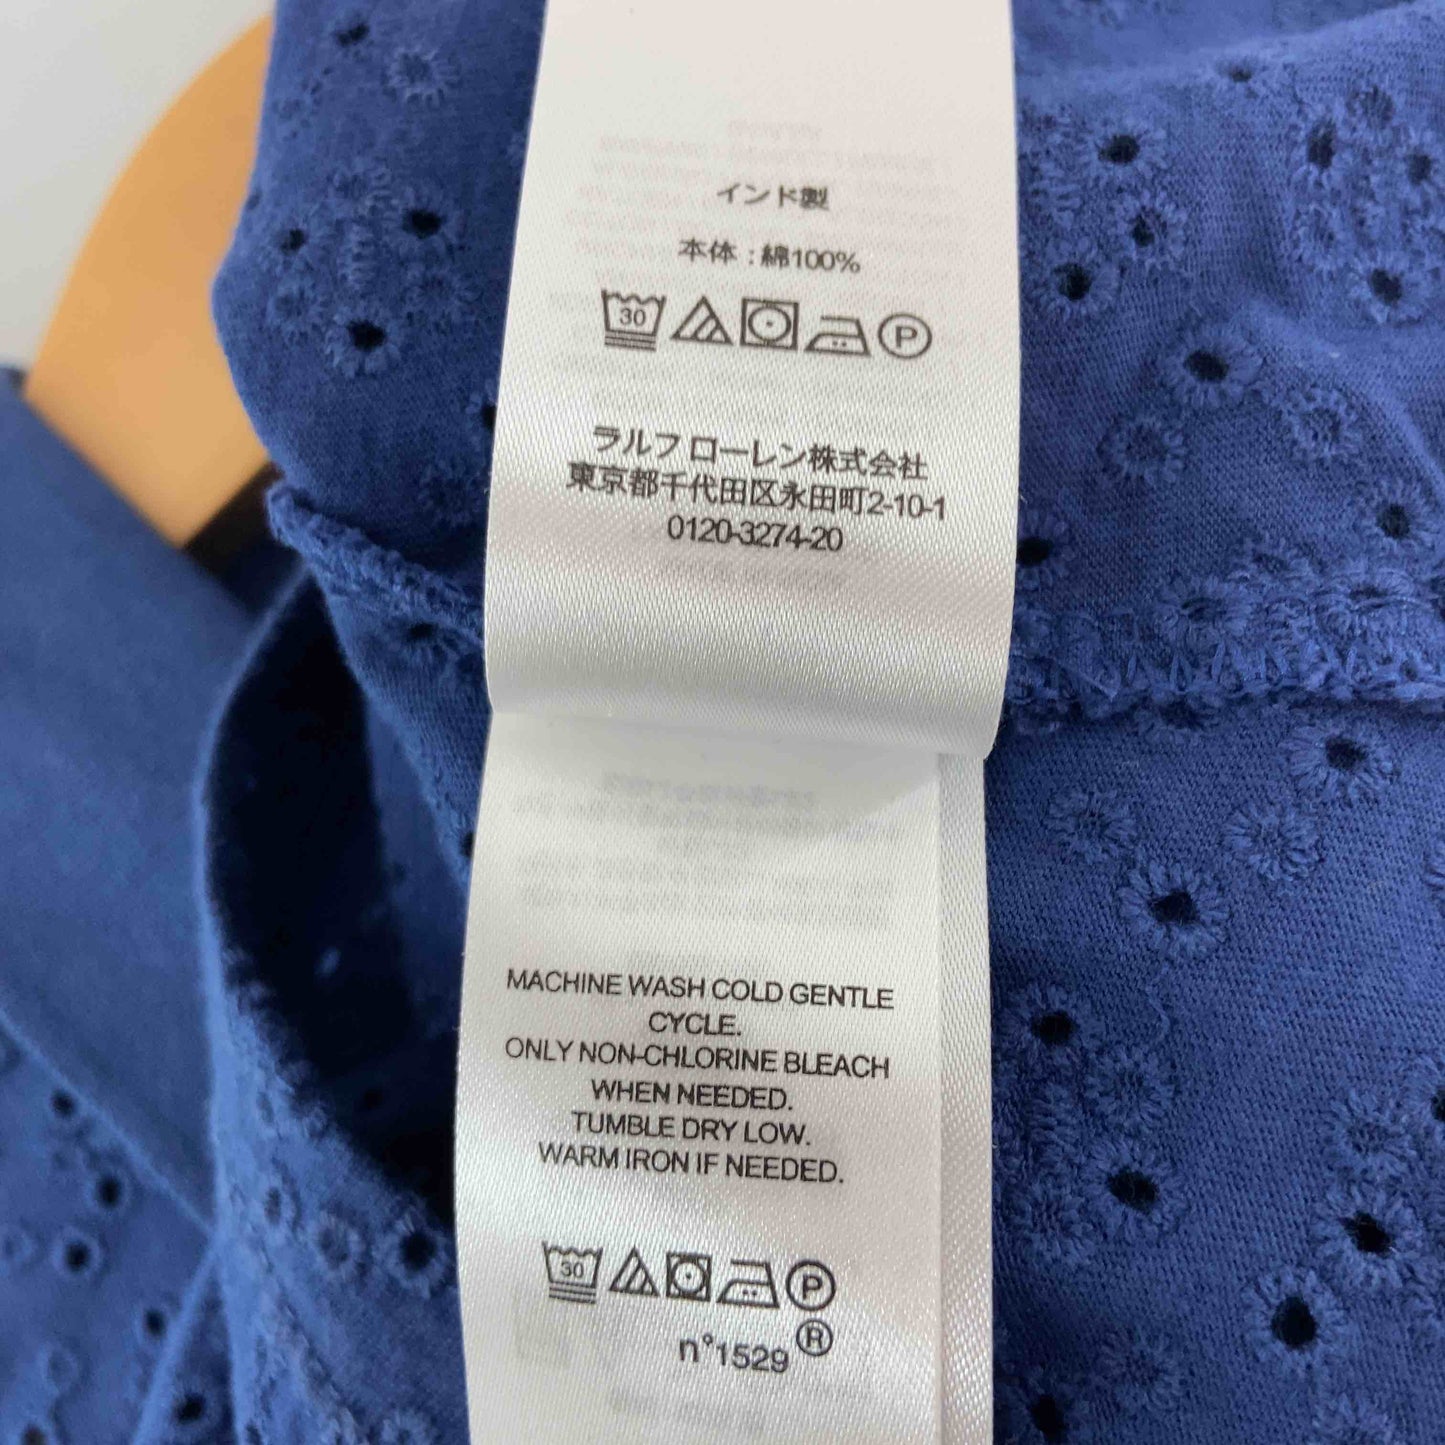 インド製
本体:綿100%
30
P
ラルフ ローレン株式会社
東京都千代田区永田町2-10-1
0120-3274-20
MACHINE WASH COLD GENTLE
CYCLE.
ONLY NON-CHLORINE BLEACH
WHEN NEEDED.
TUMBLE DRY LOW.
WARM IRON IF NEEDED.
30
P
n°1529®